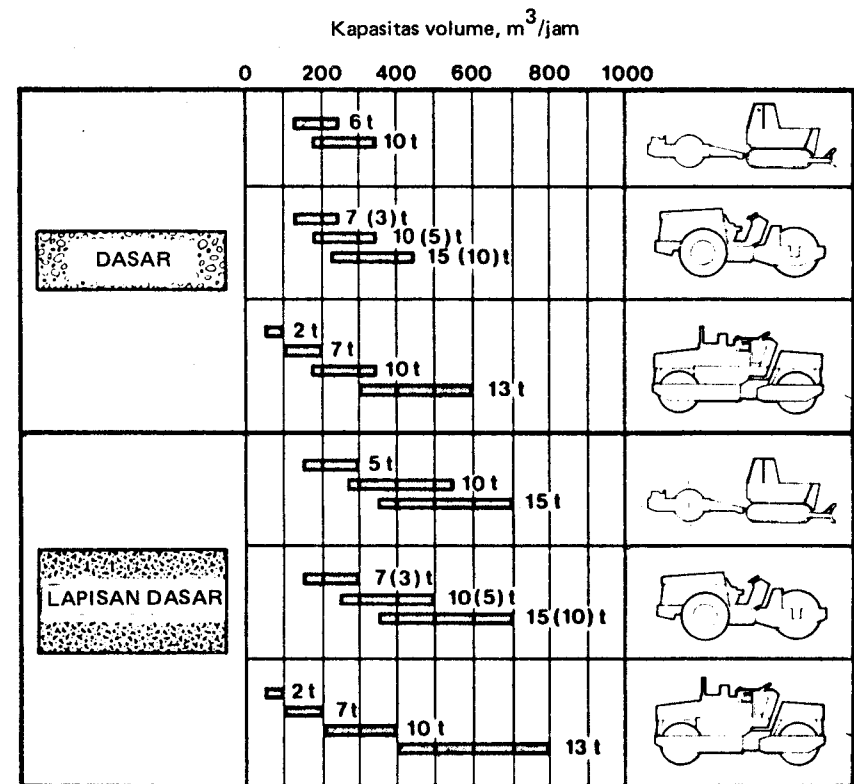 Kapasitas volume, m³/jam
0 200 400 600 800 1000
6 t
10 t
7 (3) t
DASAR
10 (5) t
15 (10) t
2 t
7 t
10 t
13 t
5 t
10 t
15 t
7 (3) t
LAPISAN DASAR
10 (5) t
15 (10) t
2 t
7 t
10 t
13 t